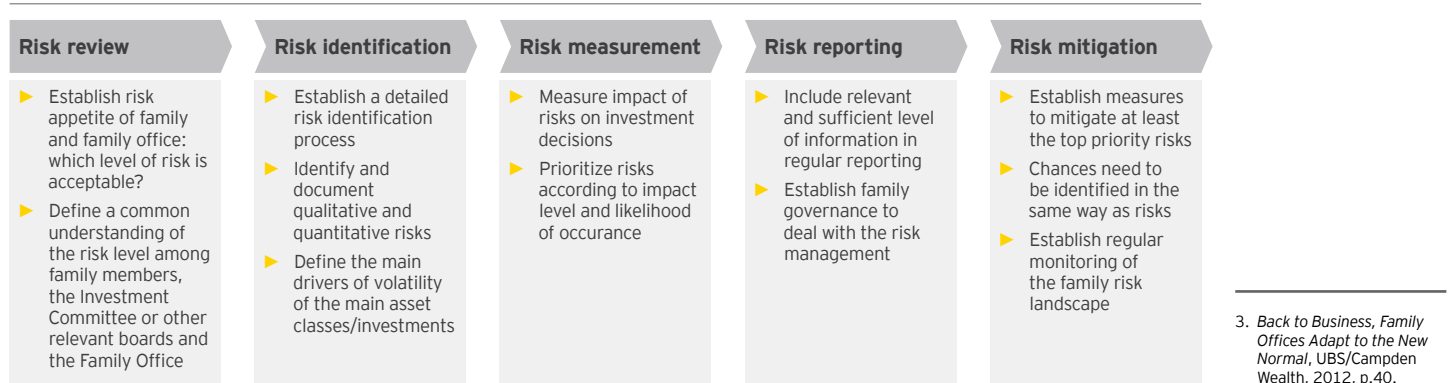 Risk review
Establish risk
appetite of family
and family office:
which level of risk is
acceptable?
Define a common
understanding of
the risk level among
family members,
the Investment
Committee or other
relevant boards and
the Family Office
Risk identification
Establish a detailed
risk identification
process
Identify and
document
qualitative and
quantitative risks
Define the main
drivers of volatility
of the main asset
classes/investments
Risk measurement
Measure impact of
risks on investment
decisions
Prioritize risks
according to impact
level and likelihood
of occurance
Risk reporting
Include relevant
and sufficient level
of information in
regular reporting
Establish family
governance to
deal with the risk
management
Risk mitigation
Establish measures
to mitigate at least
the top priority risks
Chances need to
be identified in the
same way as risks
Establish regular
monitoring of
the family risk
landscape
3. Back to Business, Family
Offices Adapt to the New
Normal, UBS/Campden
Wealth, 2012, p.40.